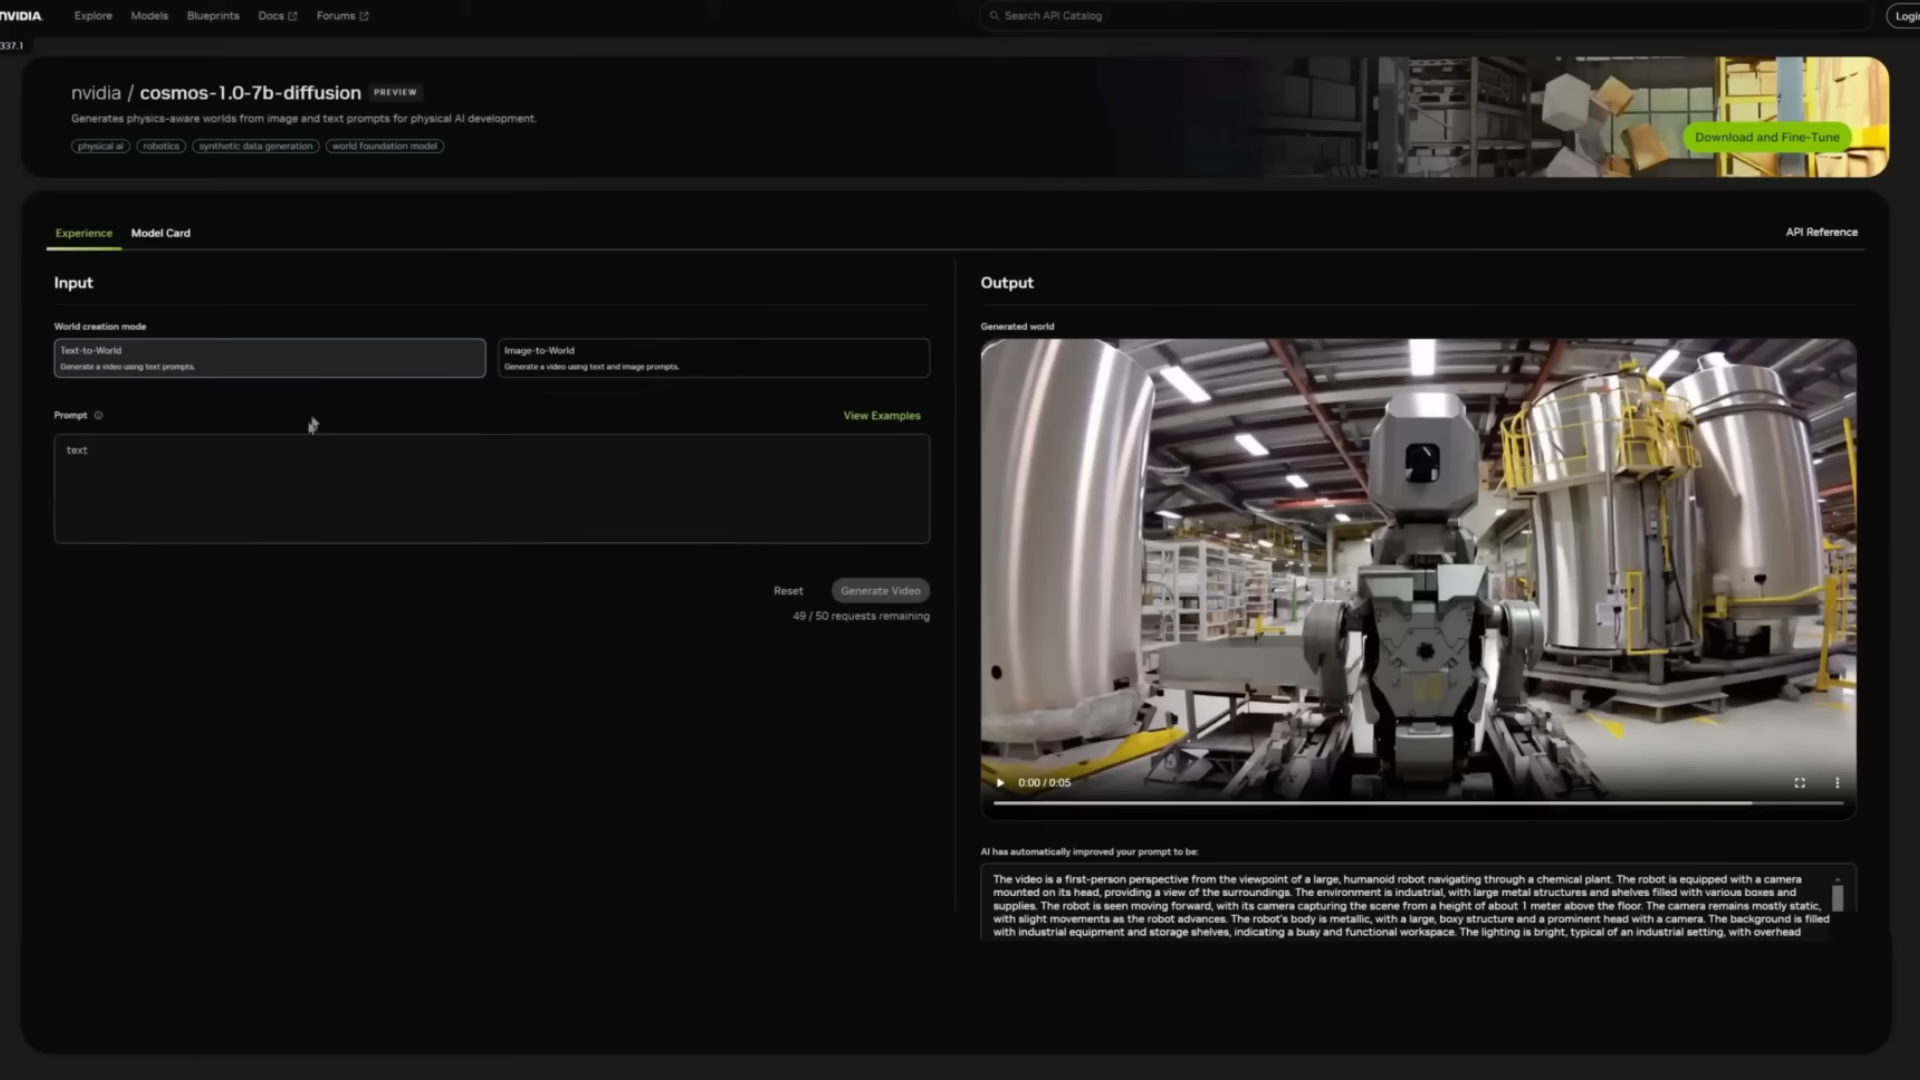 NVIDIA
Explore
Models
Blueprints
Docs
Forums
Search API Catalog
Login
337.1
nvidia / cosmos-1.0-7b-diffusion
PREVIEW
Generates physics-aware worlds from image and text prompts for physical AI development.
physical ai
robotics
synthetic data generation
world foundation model
Download and Fine-Tune
Experience
Model Card
API Reference
Input
World creation mode
Text-to-World
Generate a video using text prompts.
Image-to-World
Generate a video using text and image prompts.
Prompt
View Examples
text
Reset
Generate Video
49 / 50 requests remaining
Output
Generated world
0:00 / 0:05
AI has automatically improved your prompt to be:
The video is a first-person perspective from the viewpoint of a large, humanoid robot navigating through a chemical plant. The robot is equipped with a camera
mounted on its head, providing a view of the surroundings. The environment is industrial, with large metal structures and shelves filled with various boxes and
supplies. The robot is seen moving forward, with its camera capturing the scene from a height of about 1 meter above the floor. The camera remains mostly static,
with slight movements as the robot advances. The robot's body is metallic, with a large, boxy structure and a prominent head with a camera. The background is filled
with industrial equipment and storage shelves, indicating a busy and functional workspace. The lighting is bright, typical of an industrial setting, with overhead